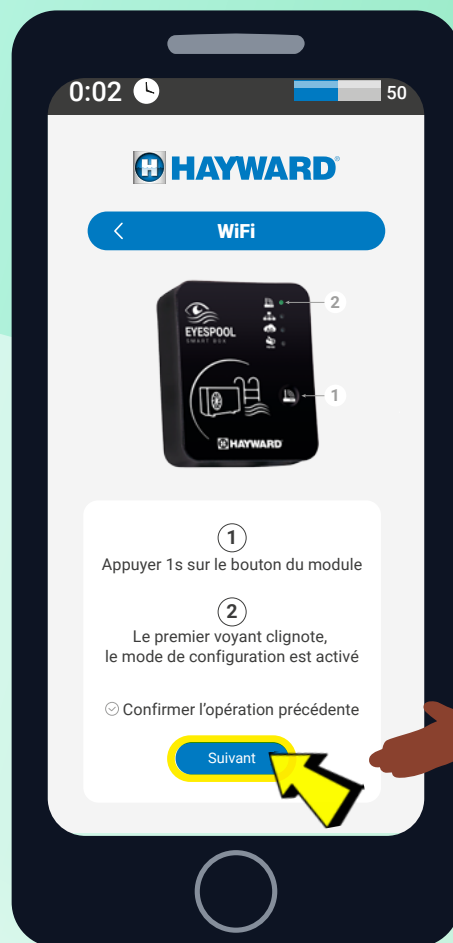 0:02
50
HAYWARD®
WiFi
EYESPOOL
SMART BOX
2
1
HAYWARD
1
Appuyer 1s sur le bouton du module
2
Le premier voyant clignote,
le mode de configuration est activé
Confirmer l’opération précédente
Suivant